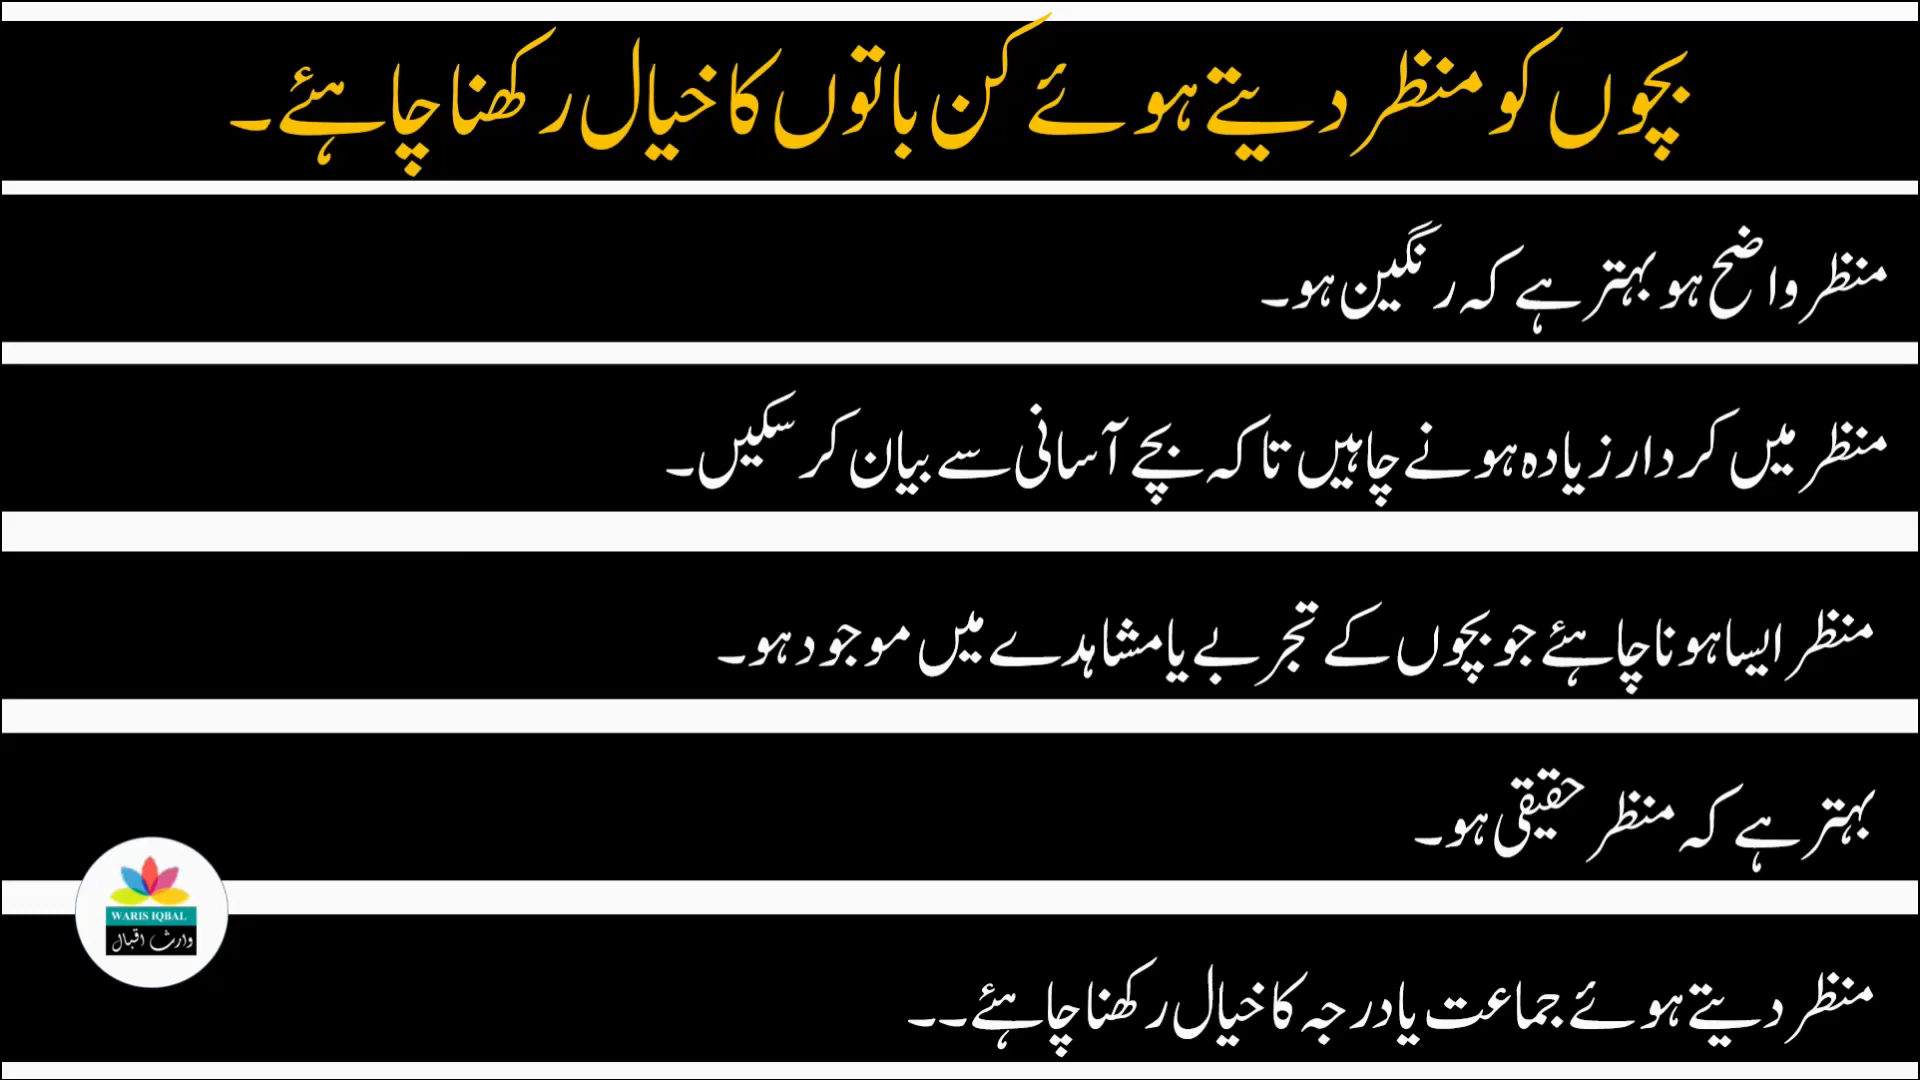 بچوں کو منظر دیتے ہوئے کن باتوں کا خیال رکھنا چاہئے۔
منظر واضح ہو بہتر ہے کہ رنگین ہو۔
منظر میں کردار زیادہ ہونے چاہیں تاکہ بچے آسانی سے بیان کر سکیں۔
منظر ایسا ہونا چاہئے جو بچوں کے تجربے یا مشاہدے میں موجود ہو۔
بہتر ہے کہ منظر حقیقی ہو۔
WARIS IQBAL
وارث اقبال
منظر دیتے ہوئے جماعت یا درجہ کا خیال رکھنا چاہئے۔۔